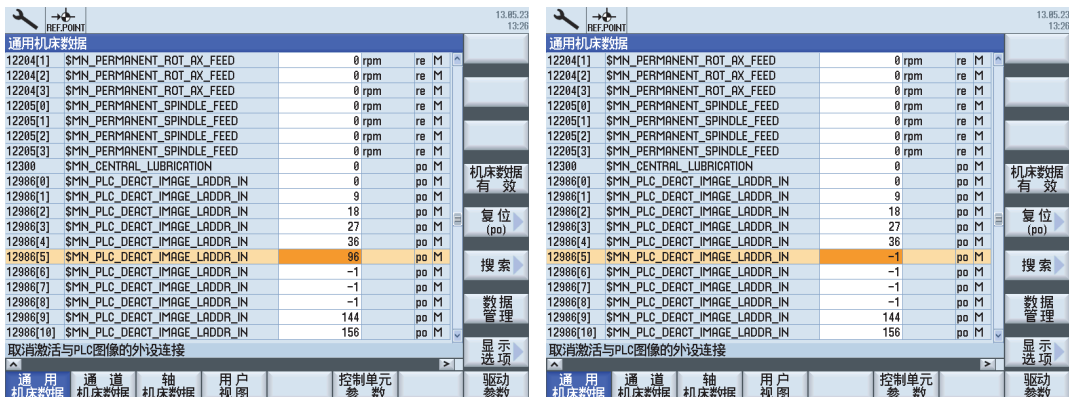 REF.POINT
13.05.23
13:26
通用机床数据
12204[1] $MN_PERMANENT_ROT_AX_FEED 0 rpm re M
12204[2] $MN_PERMANENT_ROT_AX_FEED 0 rpm re M
12204[3] $MN_PERMANENT_ROT_AX_FEED 0 rpm re M
12205[0] $MN_PERMANENT_SPINDLE_FEED 0 rpm re M
12205[1] $MN_PERMANENT_SPINDLE_FEED 0 rpm re M
12205[2] $MN_PERMANENT_SPINDLE_FEED 0 rpm re M
12205[3] $MN_PERMANENT_SPINDLE_FEED 0 rpm re M
12300 $MN_CENTRAL_LUBRICATION 0 po M
12986[0] $MN_PLC_DEACT_IMAGE_LADDR_IN 0 po M
12986[1] $MN_PLC_DEACT_IMAGE_LADDR_IN 9 po M
12986[2] $MN_PLC_DEACT_IMAGE_LADDR_IN 18 po M
12986[3] $MN_PLC_DEACT_IMAGE_LADDR_IN 27 po M
12986[4] $MN_PLC_DEACT_IMAGE_LADDR_IN 36 po M
12986[5] $MN_PLC_DEACT_IMAGE_LADDR_IN 96 po M
12986[6] $MN_PLC_DEACT_IMAGE_LADDR_IN -1 po M
12986[7] $MN_PLC_DEACT_IMAGE_LADDR_IN -1 po M
12986[8] $MN_PLC_DEACT_IMAGE_LADDR_IN -1 po M
12986[9] $MN_PLC_DEACT_IMAGE_LADDR_IN 144 po M
12986[10] $MN_PLC_DEACT_IMAGE_LADDR_IN 156 po M
取消激活与PLC图像的外设连接
机床数据
有 效
复位
(po)
搜索
数据
管理
显示
选项
通 用
机床数据
通 道
机床数据
轴
机床数据
用户
视图
控制单元
参 数
驱动
参数
REF.POINT
13.05.23
13:26
通用机床数据
12204[1] $MN_PERMANENT_ROT_AX_FEED 0 rpm re M
12204[2] $MN_PERMANENT_ROT_AX_FEED 0 rpm re M
12204[3] $MN_PERMANENT_ROT_AX_FEED 0 rpm re M
12205[0] $MN_PERMANENT_SPINDLE_FEED 0 rpm re M
12205[1] $MN_PERMANENT_SPINDLE_FEED 0 rpm re M
12205[2] $MN_PERMANENT_SPINDLE_FEED 0 rpm re M
12205[3] $MN_PERMANENT_SPINDLE_FEED 0 rpm re M
12300 $MN_CENTRAL_LUBRICATION 0 po M
12986[0] $MN_PLC_DEACT_IMAGE_LADDR_IN 0 po M
12986[1] $MN_PLC_DEACT_IMAGE_LADDR_IN 9 po M
12986[2] $MN_PLC_DEACT_IMAGE_LADDR_IN 18 po M
12986[3] $MN_PLC_DEACT_IMAGE_LADDR_IN 27 po M
12986[4] $MN_PLC_DEACT_IMAGE_LADDR_IN 36 po M
12986[5] $MN_PLC_DEACT_IMAGE_LADDR_IN -1 po M
12986[6] $MN_PLC_DEACT_IMAGE_LADDR_IN -1 po M
12986[7] $MN_PLC_DEACT_IMAGE_LADDR_IN -1 po M
12986[8] $MN_PLC_DEACT_IMAGE_LADDR_IN -1 po M
12986[9] $MN_PLC_DEACT_IMAGE_LADDR_IN 144 po M
12986[10] $MN_PLC_DEACT_IMAGE_LADDR_IN 156 po M
取消激活与PLC图像的外设连接
机床数据
有 效
复位
(po)
搜索
数据
管理
显示
选项
通 用
机床数据
通 道
机床数据
轴
机床数据
用户
视图
控制单元
参 数
驱动
参数